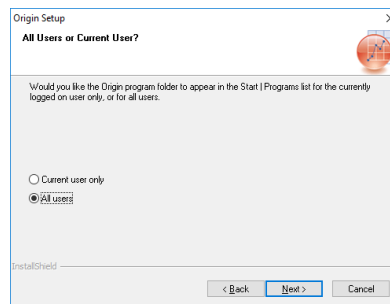 Origin Setup
All Users or Current User?
Would you like the Origin program folder to appear in the Start | Programs list for the currently
logged on user only, or for all users.
Current user only
All users
InstallShield
< Back Next > Cancel